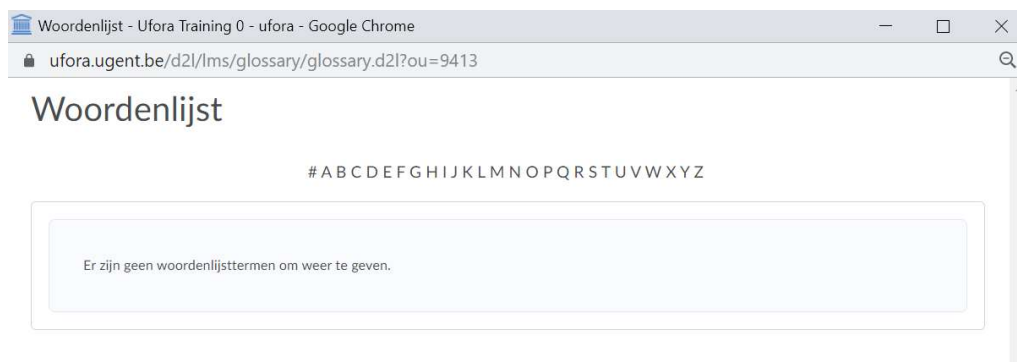 Woordenlijst - Ufora Training 0 - ufora - Google Chrome
ufora.ugent.be/d2l/lms/glossary/glossary.d2l?ou=9413
Woordenlijst
# A B C D E F G H I J K L M N O P Q R S T U V W X Y Z
Er zijn geen woordenlijsttermen om weer te geven.